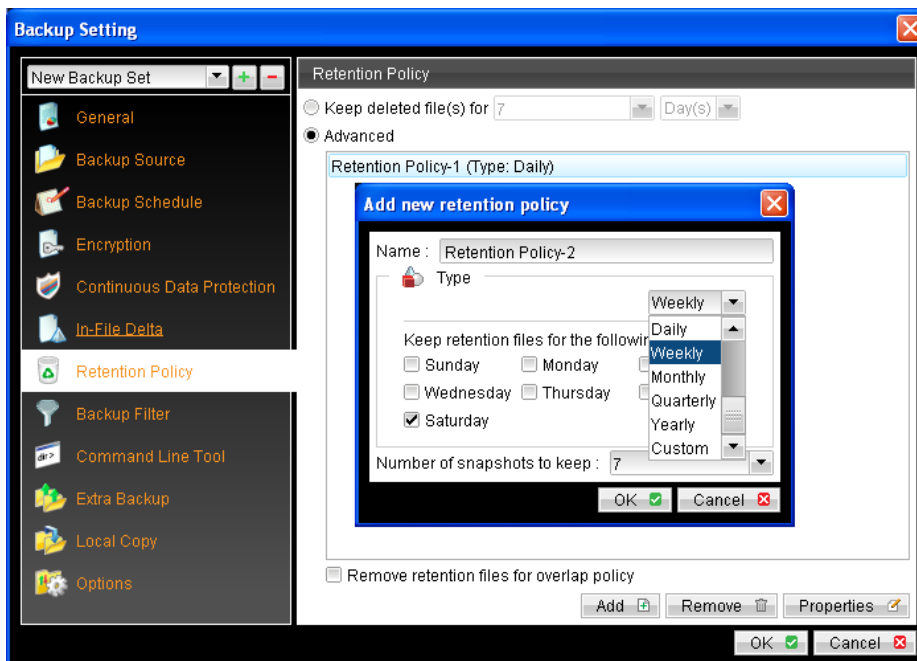 Backup Setting
New Backup Set
General
Backup Source
Backup Schedule
Encryption
Continuous Data Protection
In-File Delta
Retention Policy
Backup Filter
Command Line Tool
Extra Backup
Local Copy
Options
Retention Policy
Keep deleted file(s) for 7 Day(s)
Advanced
Retention Policy-1 (Type: Daily)
Add new retention policy
Name : Retention Policy-2
Type
Weekly
Daily
Weekly
Monthly
Quarterly
Yearly
Custom
Keep retention files for the
Sunday Monday
Wednesday Thursday
Saturday
Number of snapshots to keep : 7
OK Cancel
Remove retention files for overlap policy
Add Remove Properties
OK Cancel